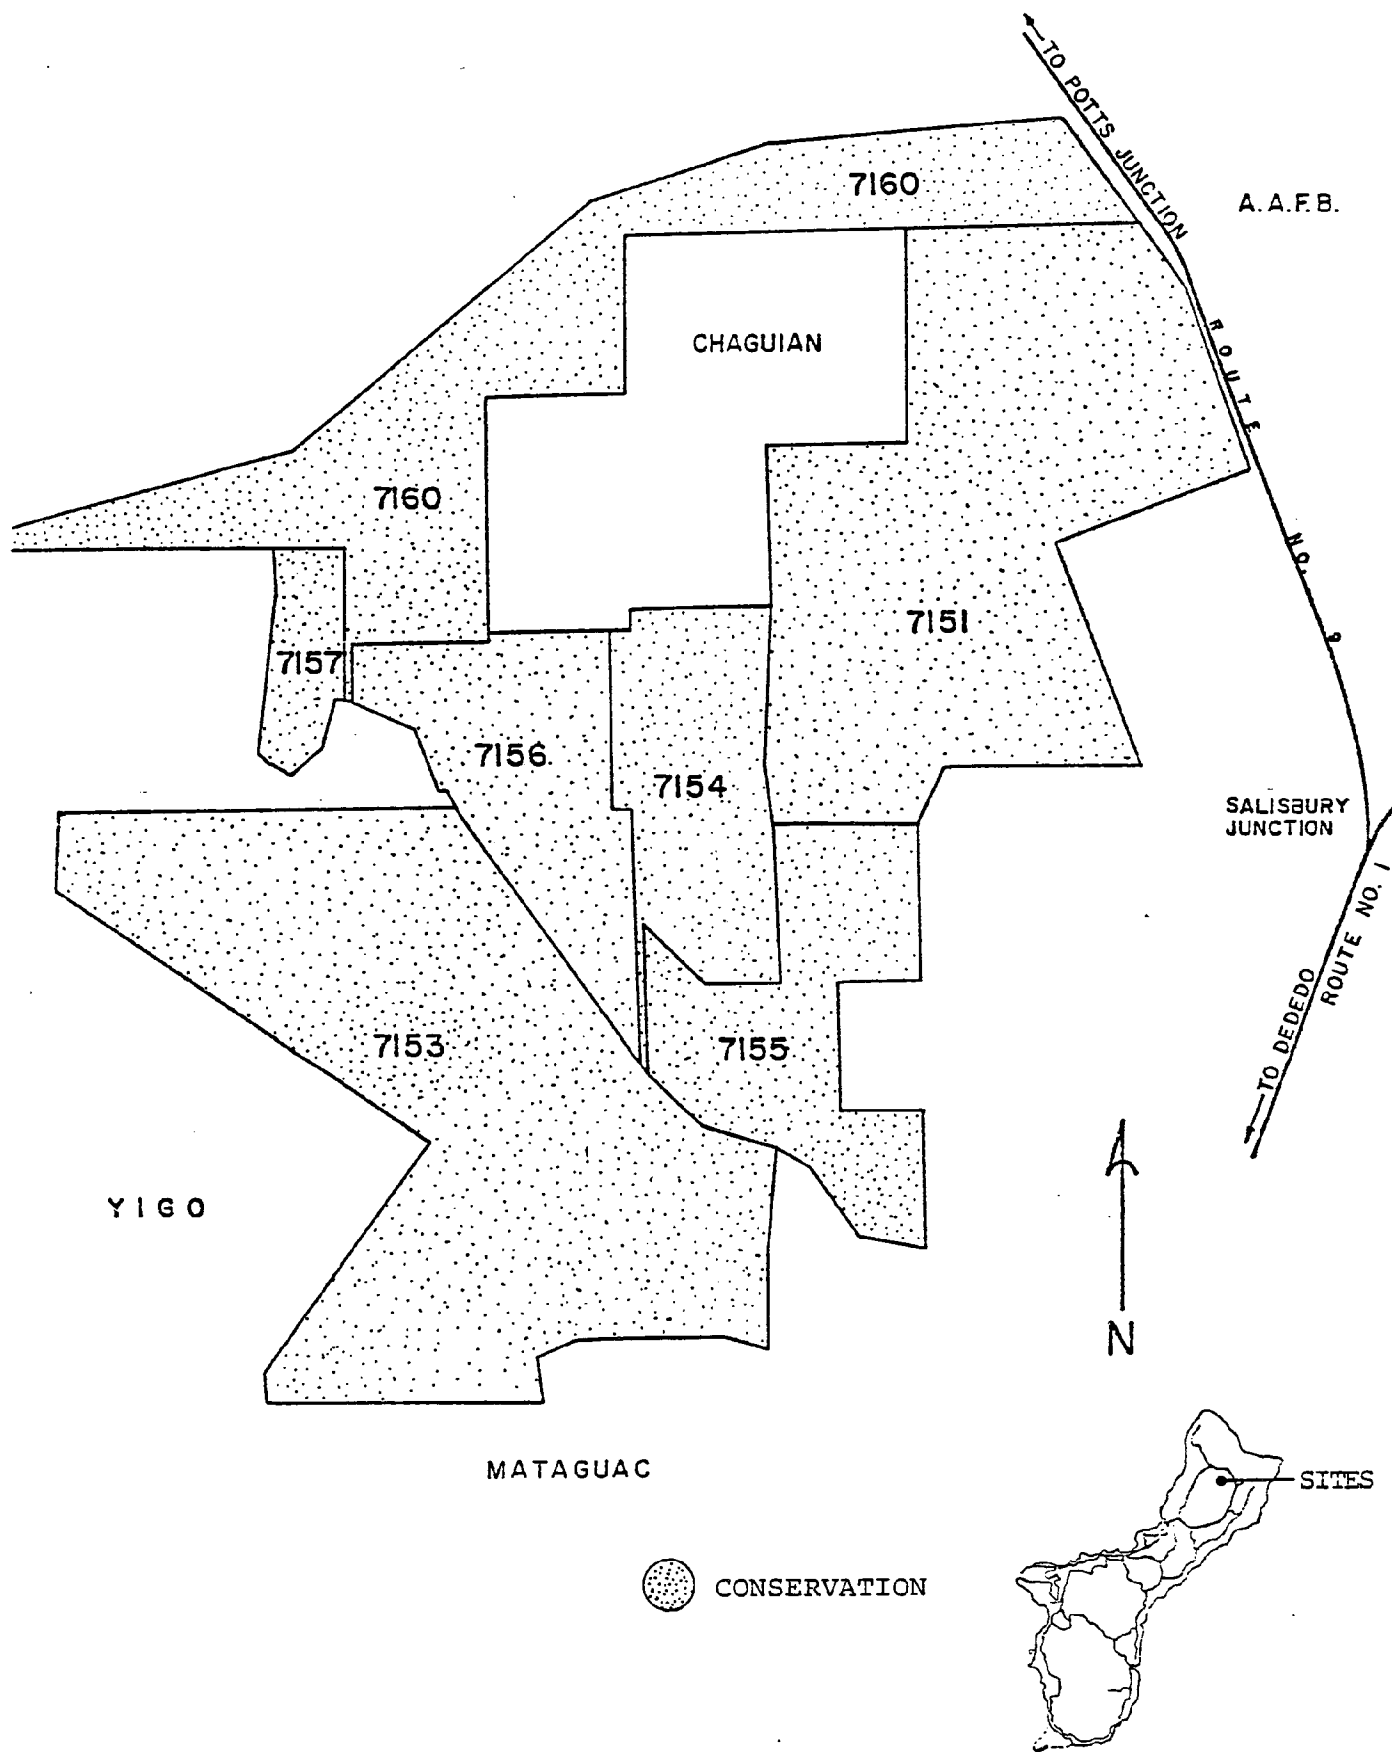 TO POTTS JUNCTION
7160
A.A.F.B.
CHAGUIAN
ROUTE NO. 9
7160
7151
7157
7156
7154
SALISBURY
JUNCTION
ROUTE NO. 1
TO DEDEDO
7153
7155
YIGO
N
MATAGUAC
SITES
CONSERVATION